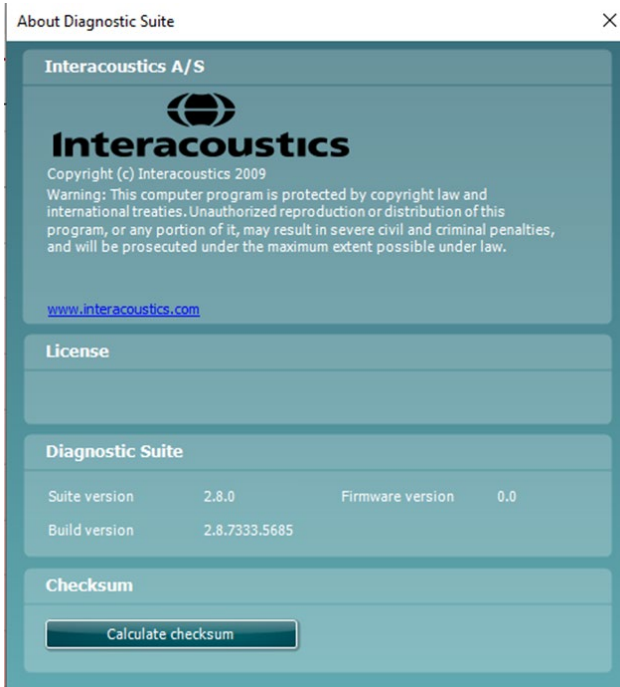 About Diagnostic Suite
Interacoustics A/S
Interacoustics
Copyright (c) Interacoustics 2009
Warning: This computer program is protected by copyright law and
international treaties. Unauthorized reproduction or distribution of this
program, or any portion of it, may result in severe civil and criminal penalties,
and will be prosecuted under the maximum extent possible under law.
www.interacoustics.com
License
Diagnostic Suite
Suite version 2.8.0 Firmware version 0.0
Build version 2.8.7333.5685
Checksum
Calculate checksum